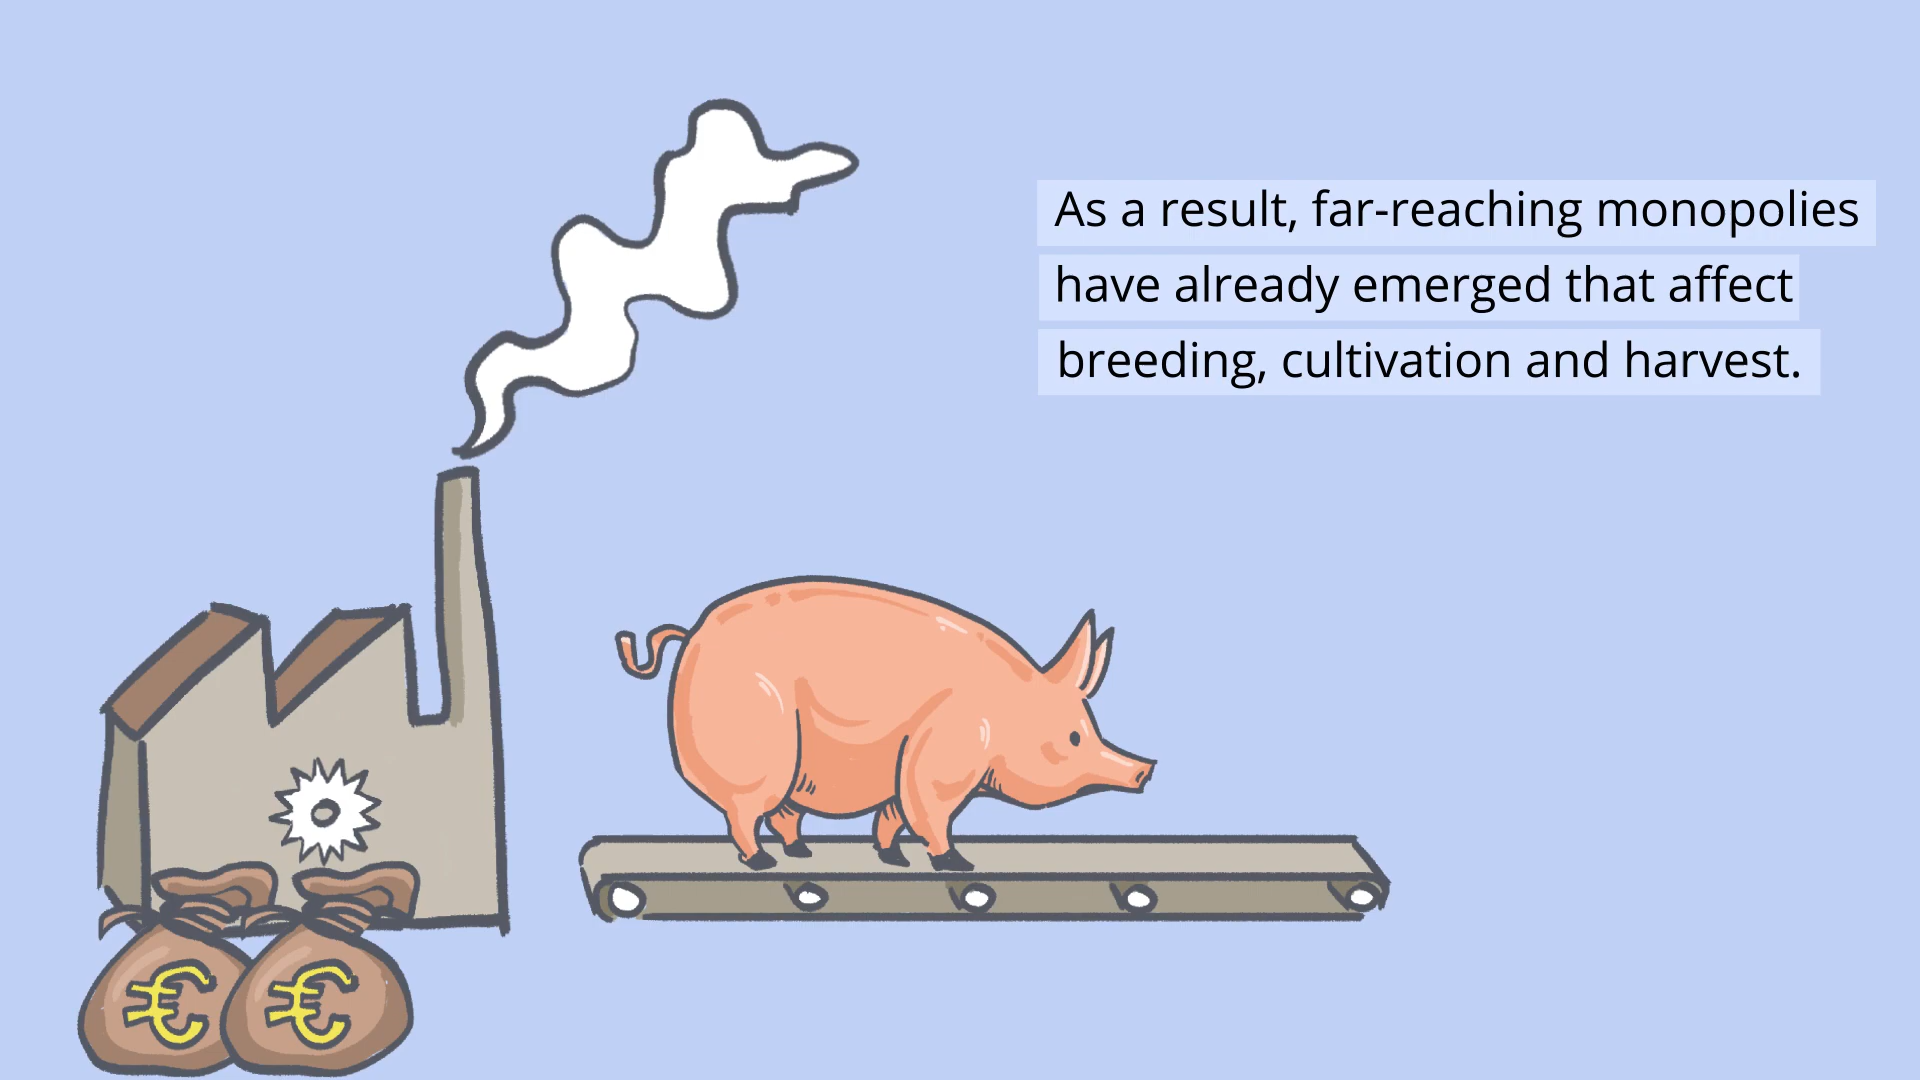 As a result, far-reaching monopolies
have already emerged that affect
breeding, cultivation and harvest.
€ €